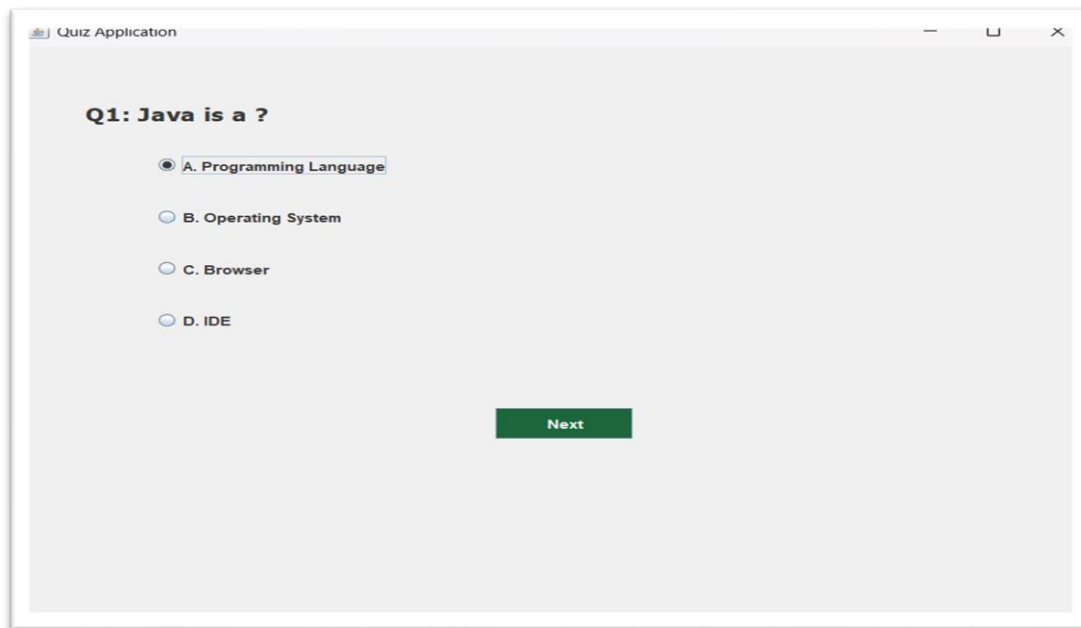 Quiz Application
Q1: Java is a ?
A. Programming Language
B. Operating System
C. Browser
D. IDE
Next